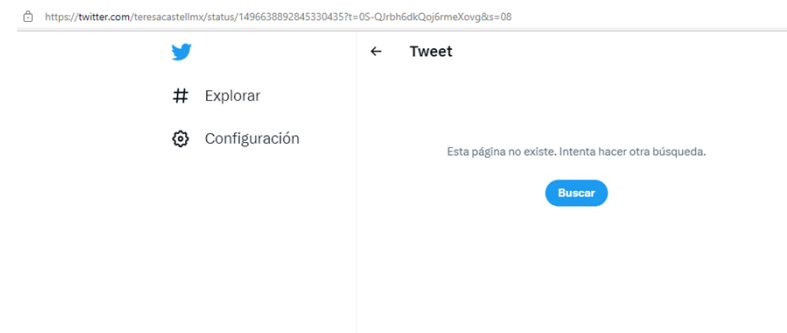 https://twitter.com/teresacastellmx/status/1496638892845330435?t=0S-QJrbh6dkQoj6rmeXovg&s=08
Tweet
Explorar
Configuración
Esta página no existe. Intenta hacer otra búsqueda.
Buscar